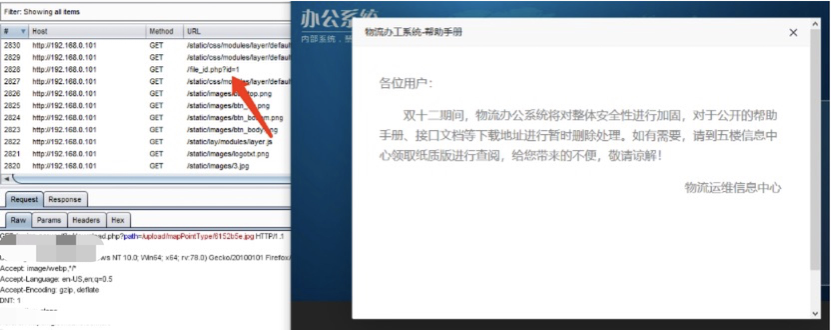 Filter: Showing all items
# Host Method URL
2830 http://192.168.0.101 GET /static/css/modules/layer/default
2829 http://192.168.0.101 GET /static/css/modules/layer/default
2828 http://192.168.0.101 GET /file_id.php?id=1
2827 http://192.168.0.101 GET /static/css/modules/layer/default
2826 http://192.168.0.101 GET /static/images/
2825 http://192.168.0.101 GET /static/images/btn_
2824 http://192.168.0.101 GET /static/images/
2823 http://192.168.0.101 GET /static/images/btn_body
2822 http://192.168.0.101 GET /static/lay/modules/layer.js
2821 http://192.168.0.101 GET /static/images/logotxt.png
2820 http://192.168.0.101 GET /static/images/3.jpg
Request Response
Raw Params Headers Hex
load.php?path=/upload/mapPointType/6152b5e.jpg HTTP/1.1
ws NT 10.0; Win64; x64; rv:78.0) Gecko/20100101 Firefox/
Accept: image/webp,*/*
Accept-Language: en-US,en;q=0.5
Accept-Encoding: gzip, deflate
DNT: 1
办公系统
内部系统，
物流办工系统-帮助手册
各位用户：
双十二期间，物流办公系统将对整体安全性进行加固，对于公开的帮助
手册、接口文档等下载地址进行暂时删除处理。如有需要，请到五楼信息中
心领取纸质版进行查阅，给您带来的不便，敬请谅解！
物流运维信息中心